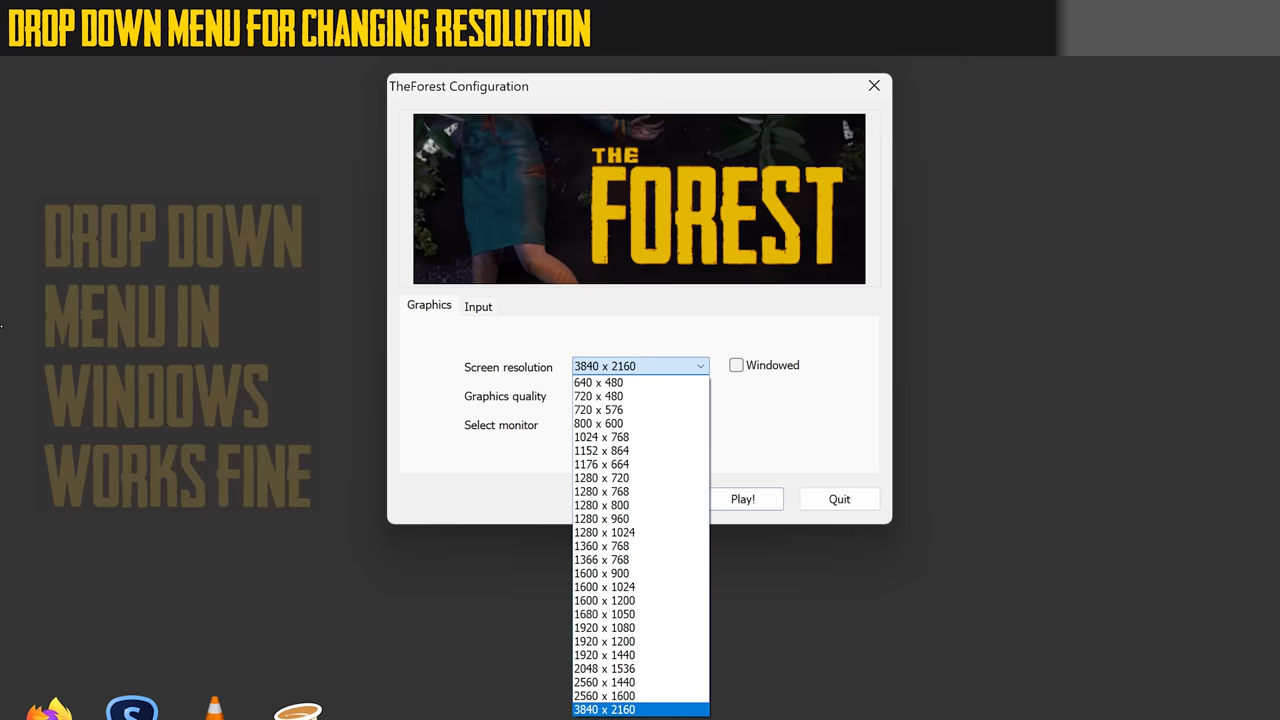 DROP DOWN MENU FOR CHANGING RESOLUTION
TheForest Configuration
THE
FOREST
DROP DOWN
MENU IN
WINDOWS
WORKS FINE
Graphics
Input
Screen resolution
3840 x 2160
Windowed
Graphics quality
Select monitor
640 x 480
720 x 480
720 x 576
800 x 600
1024 x 768
1152 x 864
1176 x 664
1280 x 720
1280 x 768
1280 x 800
1280 x 960
1280 x 1024
1360 x 768
1366 x 768
1600 x 900
1600 x 1024
1600 x 1200
1680 x 1050
1920 x 1080
1920 x 1200
1920 x 1440
2048 x 1536
2560 x 1440
2560 x 1600
3840 x 2160
Play!
Quit
S